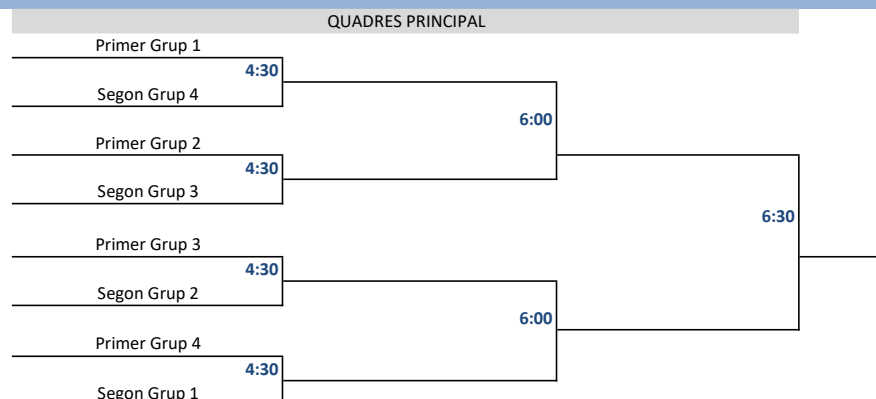 QUADRES PRINCIPAL
Primer Grup 1
4:30
Segon Grup 4
6:00
Primer Grup 2
4:30
Segon Grup 3
6:30
Primer Grup 3
4:30
Segon Grup 2
6:00
Primer Grup 4
4:30
Segon Grup 1